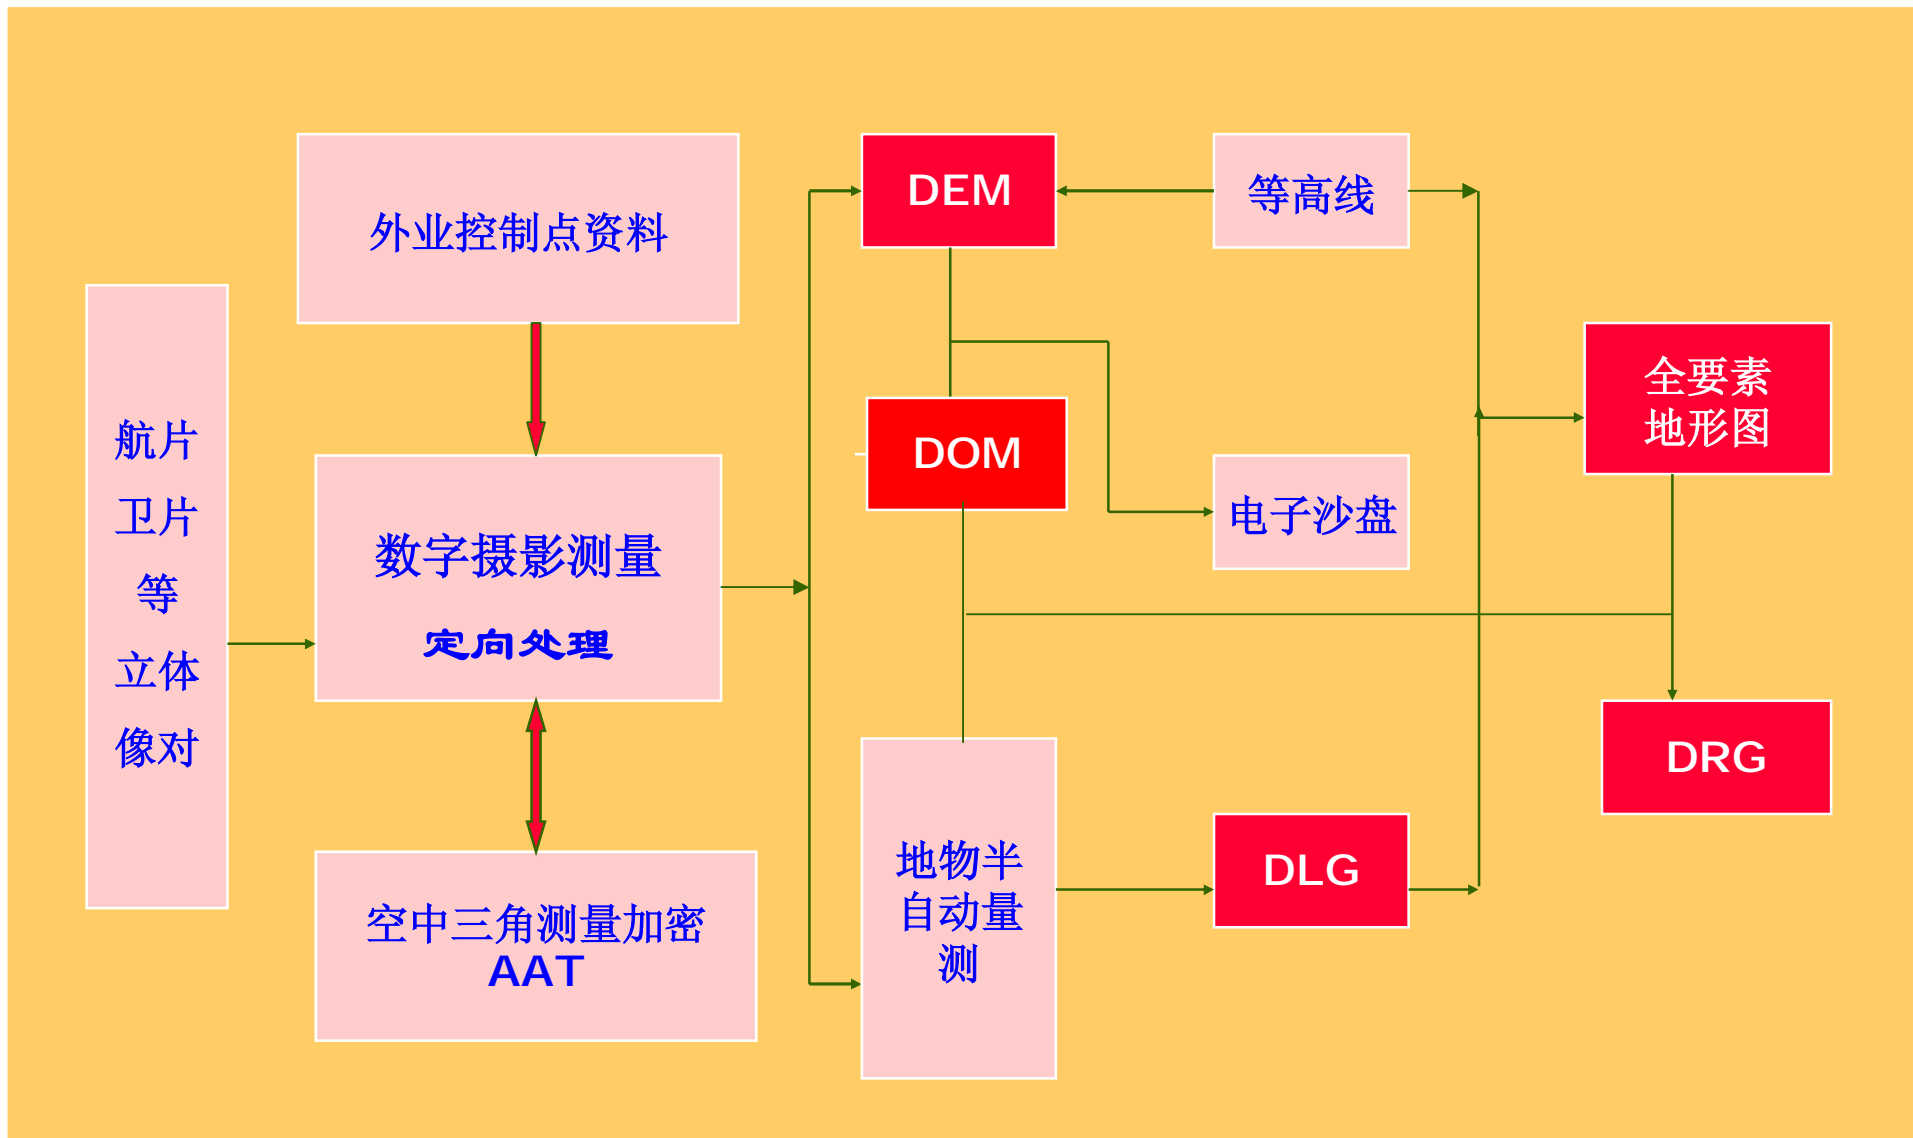 航片
卫片
等
立体
像对
外业控制点资料
数字摄影测量
定向处理
空中三角测量加密
AAT
DEM
DOM
地物半
自动量
测
等高线
电子沙盘
DLG
全要素
地形图
DRG